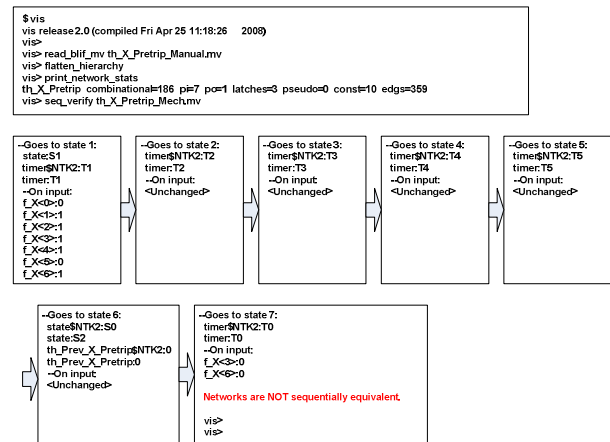 $ vis
vis release 2.0 (compiled Fri Apr 25 11:18:26 2008)
vis>
vis> read_blif_mv th_X_Pretrip_Manual.mv
vis> flatten_hierarchy
vis> print_network_stats
th_X_Pretrip combinational=186 pi=7 po=1 latches=3 pseudo=0 const=10 edgs=359
vis> seq_verify th_X_Pretrip_Mech.mv
--Goes to state 1:
state:S1
timer$NTK2:T1
timer:T1
--On input:
f_X<0>:0
f_X<1>:1
f_X<2>:1
f_X<3>:1
f_X<4>:1
f_X<5>:0
f_X<6>:1
--Goes to state 2:
timer$NTK2:T2
timer:T2
--On input:
<Unchanged>
--Goes to state 3:
timer$NTK2:T3
timer:T3
--On input:
<Unchanged>
--Goes to state 4:
timer$NTK2:T4
timer:T4
--On input:
<Unchanged>
--Goes to state 5:
timer$NTK2:T5
timer:T5
--On input:
<Unchanged>
--Goes to state 6:
state$NTK2:S0
state:S2
th_Prev_X_Pretrip$NTK2:0
th_Prev_X_Pretrip:0
--On input:
<Unchanged>
--Goes to state 7:
timer$NTK2:T0
timer:T0
--On input:
f_X<3>:0
f_X<6>:0
Networks are NOT sequentially equivalent.
vis>
vis>